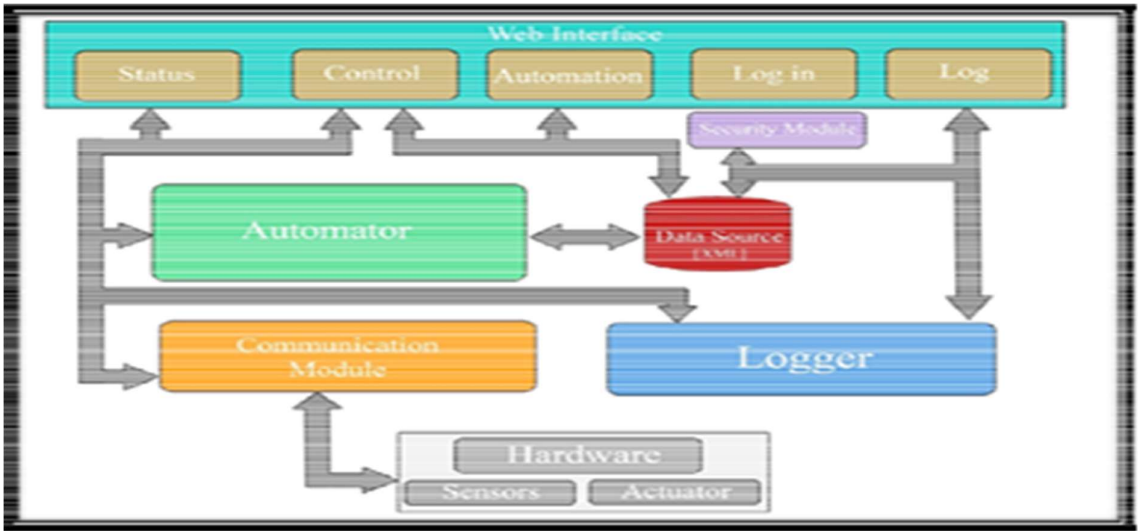 Web Interface
Status
Control
Automation
Log in
Log
Security Module
Automator
Data Source
[XML]
Communication
Module
Logger
Hardware
Sensors
Actuator